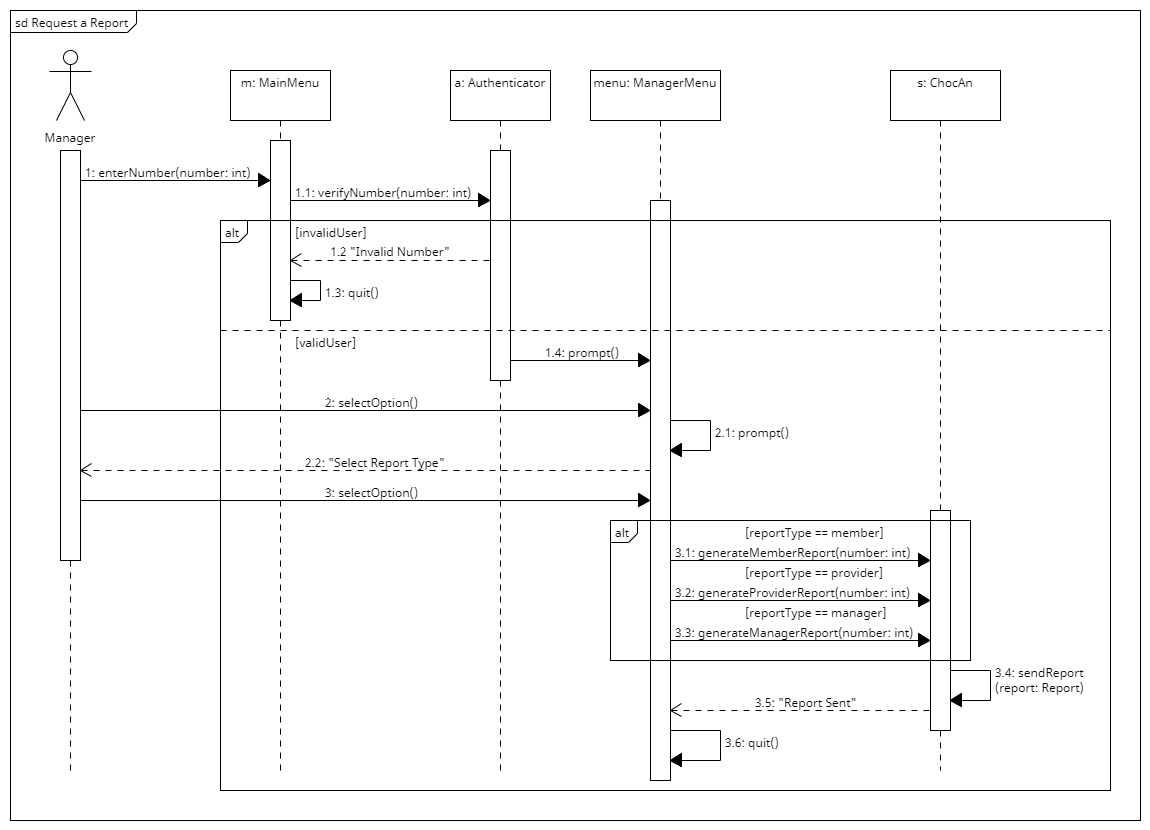 sd Request a Report
Manager
m: MainMenu
a: Authenticator
menu: ManagerMenu
s: ChocAn
1: enterNumber(number: int)
1.1: verifyNumber(number: int)
alt
[invalidUser]
1.2 "Invalid Number"
1.3: quit()
[validUser]
1.4: prompt()
2: selectOption()
2.1: prompt()
2.2: "Select Report Type"
3: selectOption()
alt
[reportType == member]
3.1: generateMemberReport(number: int)
[reportType == provider]
3.2: generateProviderReport(number: int)
[reportType == manager]
3.3: generateManagerReport(number: int)
3.4: sendReport
(report: Report)
3.5: "Report Sent"
3.6: quit()